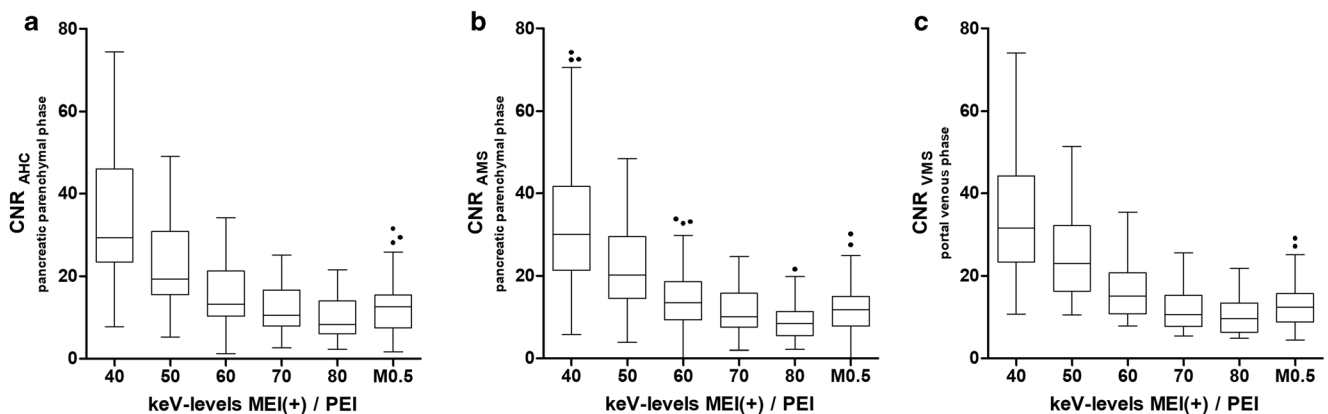 a
CNR AHC
pancreatic parenchymal phase
80
60
40
20
0
40 50 60 70 80 M0.5
keV-levels MEI(+) / PEI
b
CNR AMS
pancreatic parenchymal phase
80
60
40
20
0
40 50 60 70 80 M0.5
keV-levels MEI(+) / PEI
c
CNR VMS
portal venous phase
80
60
40
20
0
40 50 60 70 80 M0.5
keV-levels MEI(+) / PEI